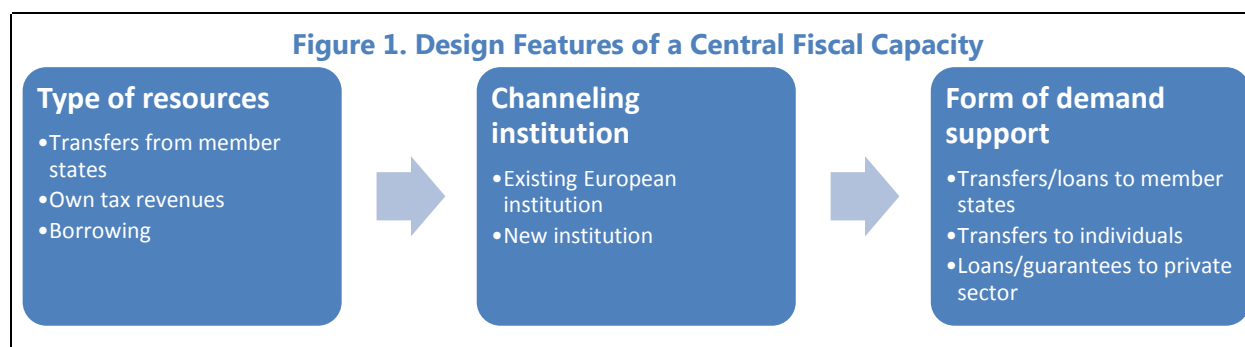 Figure 1. Design Features of a Central Fiscal Capacity
Type of resources
•Transfers from member
states
•Own tax revenues
•Borrowing
Channeling
institution
•Existing European
institution
•New institution
Form of demand
support
•Transfers/loans to member
states
•Transfers to individuals
•Loans/guarantees to private
sector